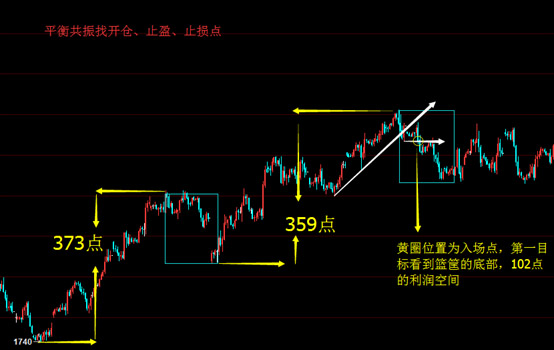 平衡共振找开仓、止盈、止损点
373点
359点
黄圈位置为入场点，第一目
标看到篮筐的底部，102点
的利润空间
1740